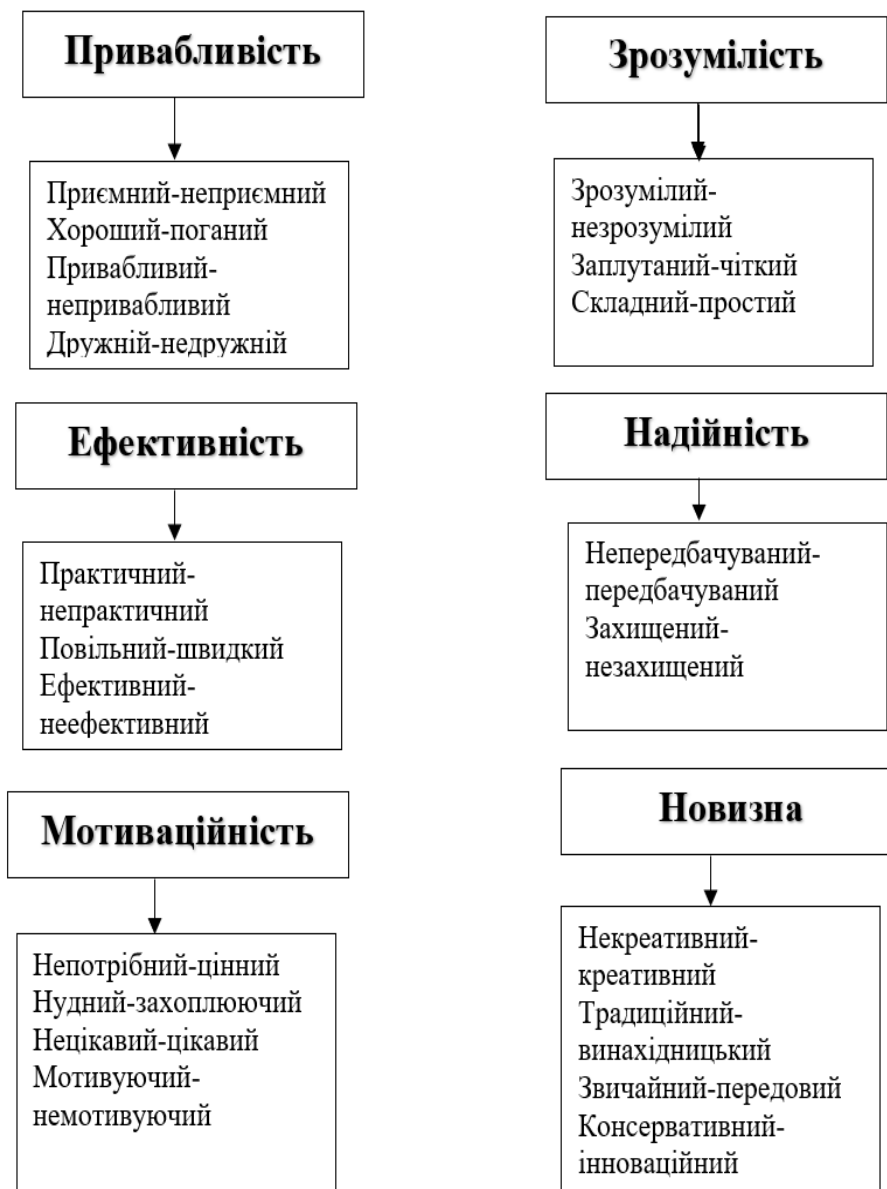 Привабливість
Приємний-неприємний
Хороший-поганий
Привабливий-
непривабливий
Дружній-недружній
Зрозумілість
Зрозумілий-
незрозумілий
Заплутаний-чіткий
Складний-простий
Ефективність
Практичний-
непрактичний
Повільний-швидкий
Ефективний-
неефективний
Надійність
Непередбачуваний-
передбачуваний
Захищений-
незахищений
Мотиваційність
Непотрібний-цінний
Нудний-захоплюючий
Нецікавий-цікавий
Мотивуючий-
немотивуючий
Новизна
Некреативний-
креативний
Традиційний-
винахідницький
Звичайний-передовий
Консервативний-
інноваційний